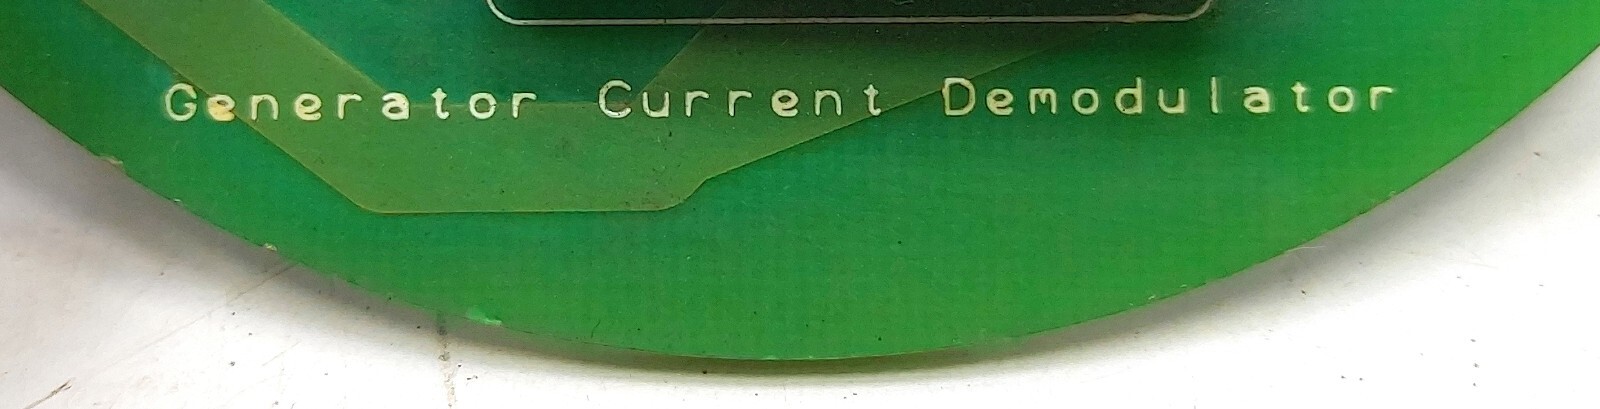 Generator Current Demodulator